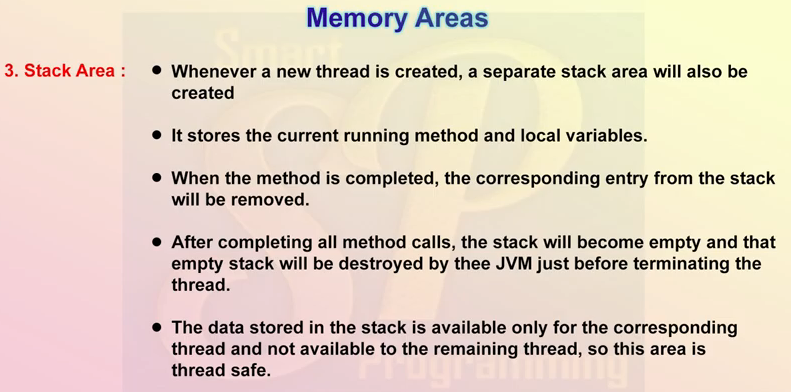 Memory Areas
3. Stack Area :
● Whenever a new thread is created, a separate stack area will also be
created
● It stores the current running method and local variables.
● When the method is completed, the corresponding entry from the stack
will be removed.
● After completing all method calls, the stack will become empty and that
empty stack will be destroyed by thee JVM just before terminating the
thread.
● The data stored in the stack is available only for the corresponding
thread and not available to the remaining thread, so this area is
thread safe.
Smart
SP
Programming